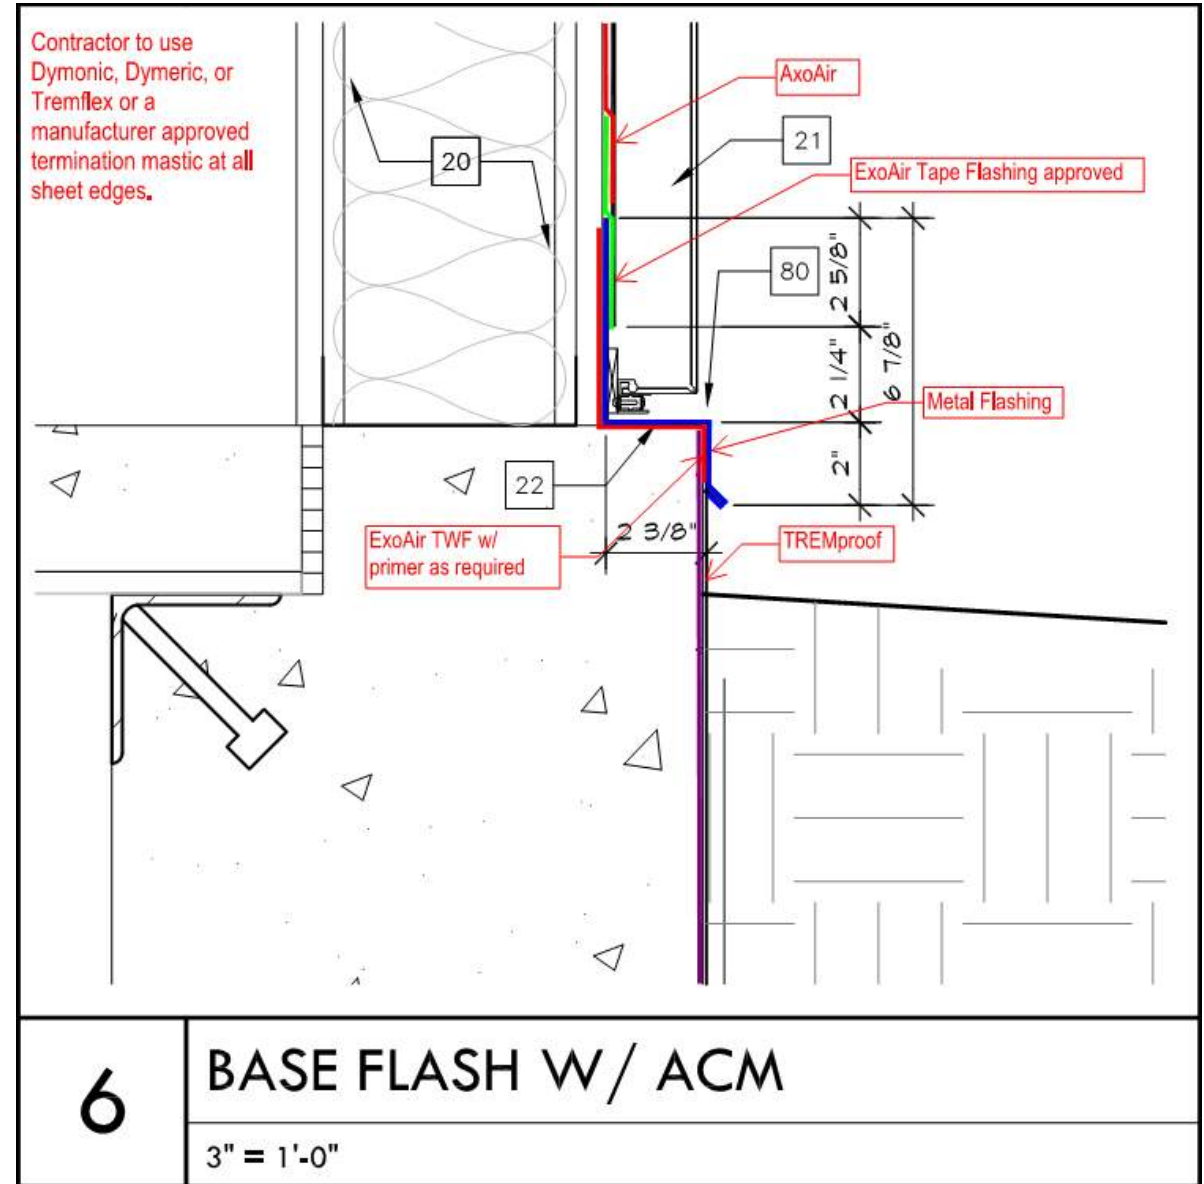 Contractor to use
Dymonic, Dymeric, or
Tremflex or a
manufacturer approved
termination mastic at all
sheet edges.
AxoAir
20
21
ExoAir Tape Flashing approved
80
2 5/8"
2 1/4"
6 7/8"
Metal Flashing
2"
22
2 3/8"
ExoAir TWF w/
primer as required
TREMproof
6
BASE FLASH W/ ACM
3" = 1'-0"